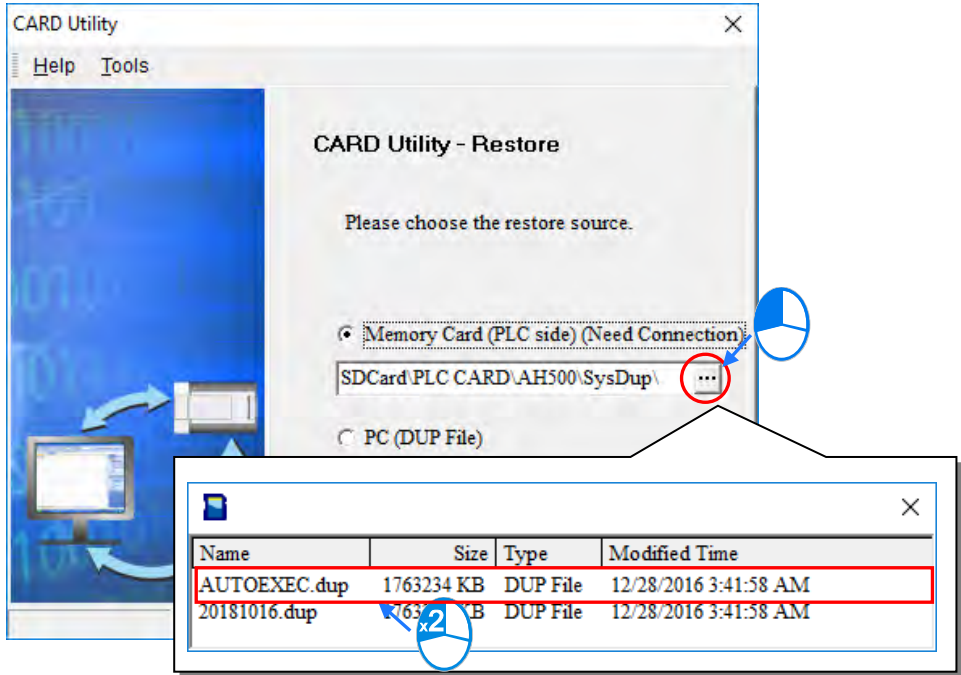 CARD Utility
Help Tools
CARD Utility - Restore
Please choose the restore source.
Memory Card (PLC side) (Need Connection)
SDCard\PLC CARD\AH500\SysDup\ ...
PC (DUP File)
Name Size Type Modified Time
AUTOEXEC.dup 1763234 KB DUP File 12/28/2016 3:41:58 AM
20181016.dup DUP File 12/28/2016 3:41:58 AM
x2